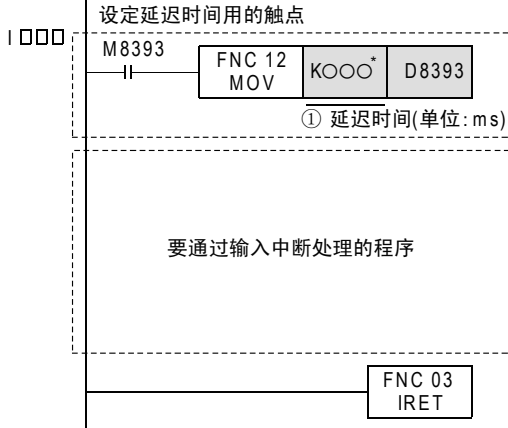 设定延迟时间用的触点
I□□□
M8393
FNC 12
MOV
K○○○*
D8393
① 延迟时间(单位:ms)
要通过输入中断处理的程序
FNC 03
IRET